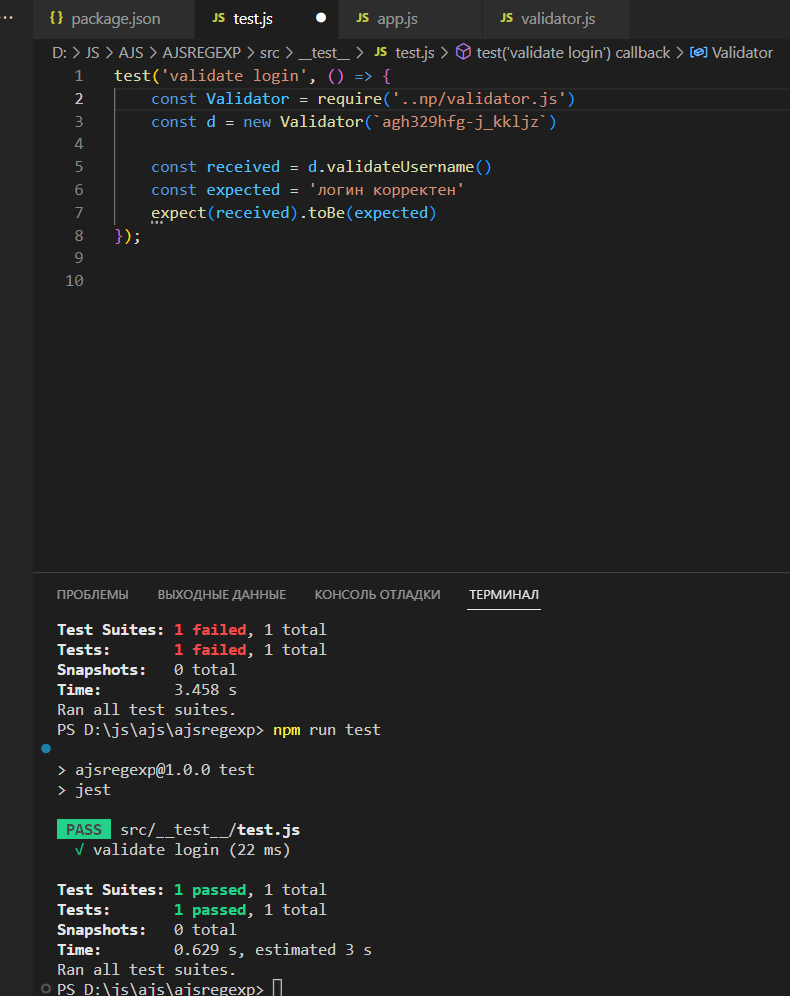 package.json JS test.js JS app.js JS validator.js
D: > JS > AJS > AJSREGEXP > src > __test__ > JS test.js > test('validate login') callback > Validator
1 test('validate login', () => {
2 const Validator = require('..np/validator.js')
3 const d = new Validator(`agh329hfg-j_kkljz`)
4
5 const received = d.validateUsername()
6 const expected = 'логин корректен'
7 expect(received).toBe(expected)
8 });
9
10
ПРОБЛЕМЫ ВЫХОДНЫЕ ДАННЫЕ КОНСОЛЬ ОТЛАДКИ ТЕРМИНАЛ
Test Suites: 1 failed, 1 total
Tests: 1 failed, 1 total
Snapshots: 0 total
Time: 3.458 s
Ran all test suites.
PS D:\js\ajs\ajsregexp> npm run test
> ajsregexp@1.0.0 test
> jest
PASS src/__test__/test.js
√ validate login (22 ms)
Test Suites: 1 passed, 1 total
Tests: 1 passed, 1 total
Snapshots: 0 total
Time: 0.629 s, estimated 3 s
Ran all test suites.
PS D:\js\ajs\ajsregexp>